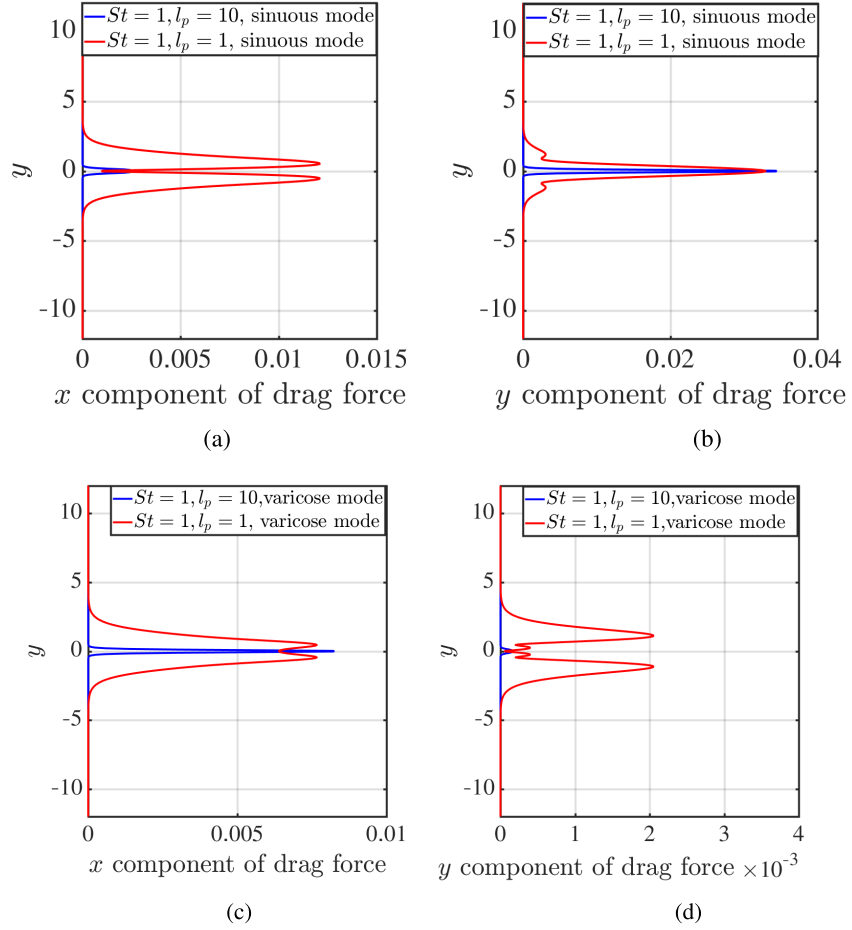 St = 1, l_p = 10, sinuous mode
St = 1, l_p = 1, sinuous mode
10
5
0
-5
-10
y
0
0.005
0.01
0.015
x component of drag force
(a)
St = 1, l_p = 10, sinuous mode
St = 1, l_p = 1, sinuous mode
10
5
0
-5
-10
y
0
0.02
0.04
y component of drag force
(b)
St = 1, l_p = 10,varicose mode
St = 1, l_p = 1, varicose mode
10
5
0
-5
-10
y
0
0.005
0.01
x component of drag force
(c)
St = 1, l_p = 10,varicose mode
St = 1, l_p = 1,varicose mode
10
5
0
-5
-10
y
0
1
2
3
4
y component of drag force ×10⁻³
(d)